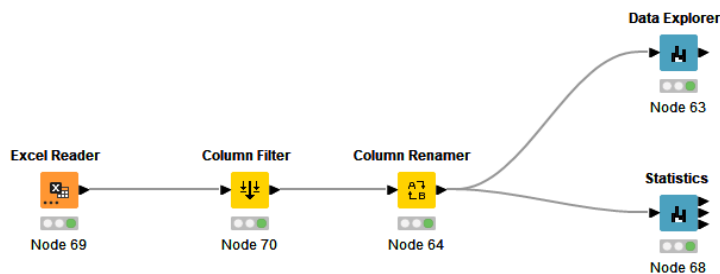 Data Explorer
Node 63
Excel Reader
Column Filter
Column Renamer
Statistics
X
A
B
Node 69
Node 70
Node 64
Node 68